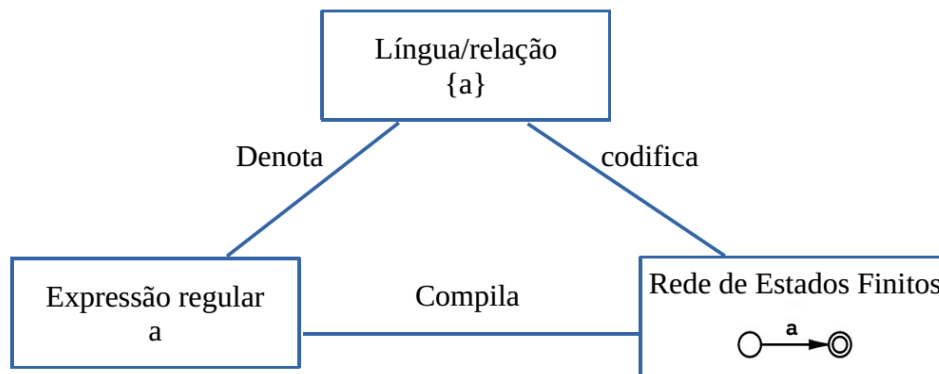 Língua/relação
{a}
Denota
codifica
Expressão regular
a
Compila
Rede de Estados Finitos
a